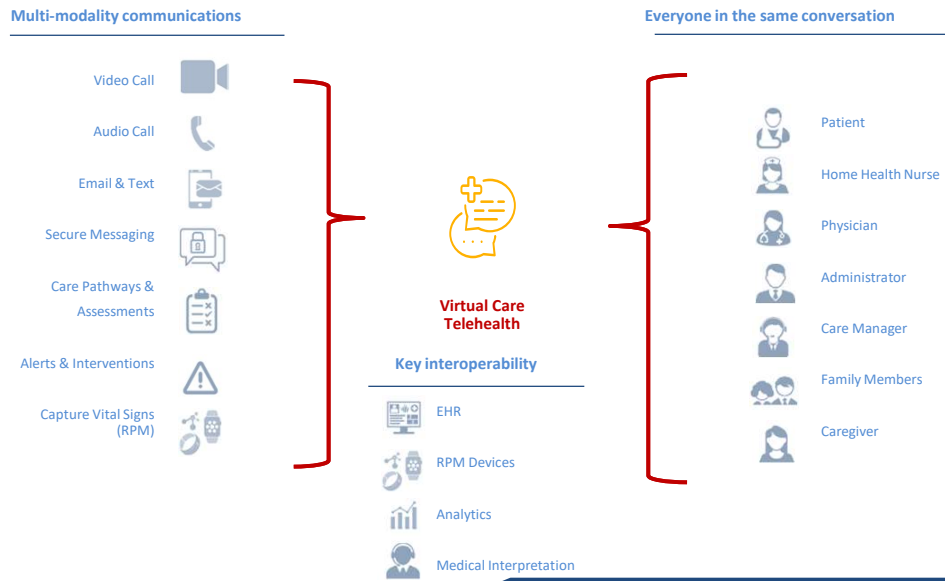 Multi-modality communications
Video Call
Audio Call
Email & Text
Secure Messaging
Care Pathways &
Assessments
Alerts & Interventions
Capture Vital Signs
(RPM)
Virtual Care
Telehealth
Key interoperability
EHR
RPM Devices
Analytics
Medical Interpretation
Everyone in the same conversation
Patient
Home Health Nurse
Physician
Administrator
Care Manager
Family Members
Caregiver